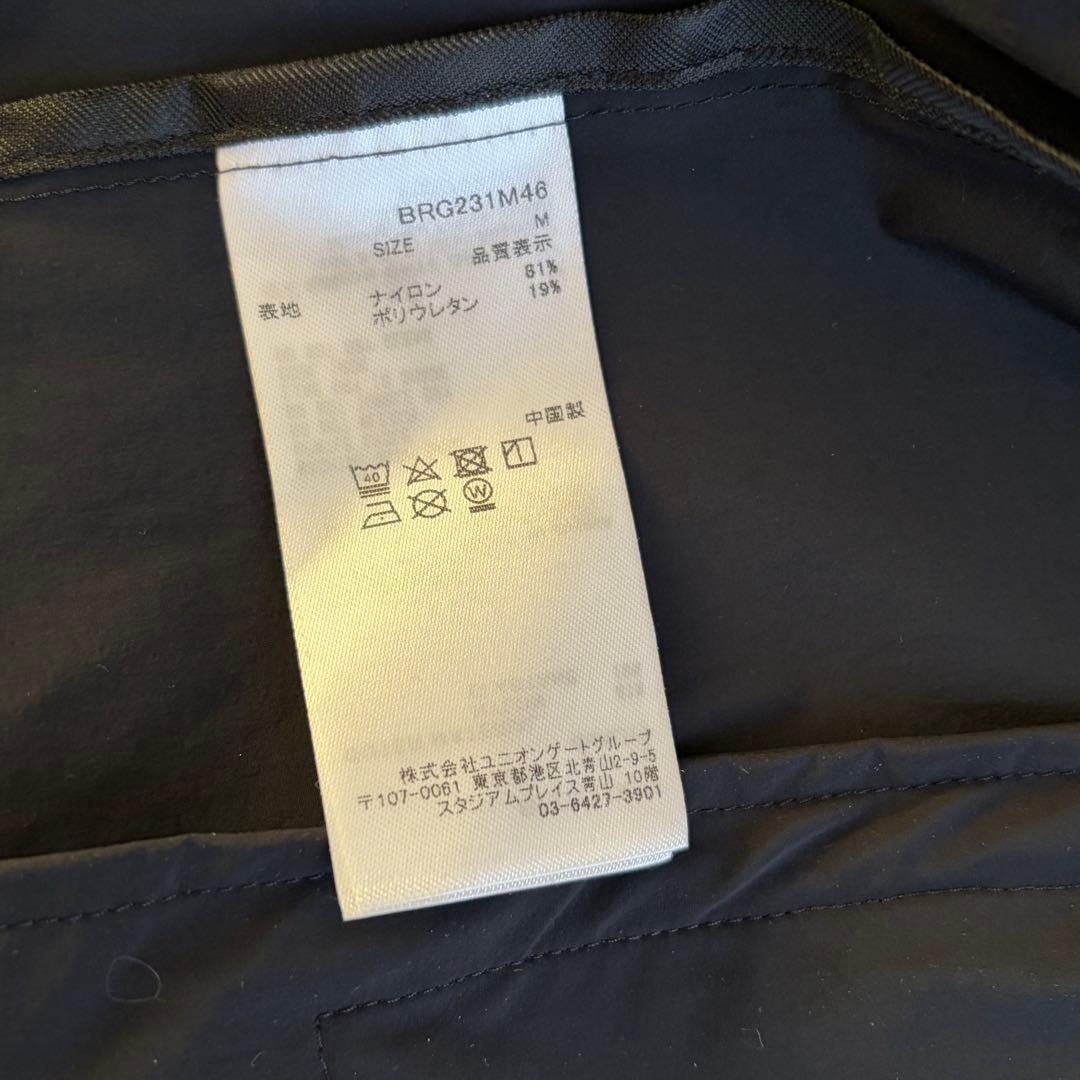 BRG231M46
SIZE M
品質表示
表地 ナイロン 81%
ポリウレタン 19%
中国製
40
W
株式会社ユニオンゲートグループ
〒107-0061 東京都港区北青山2-9-5
スタジアムプレイス青山 10階
03-6427-3901